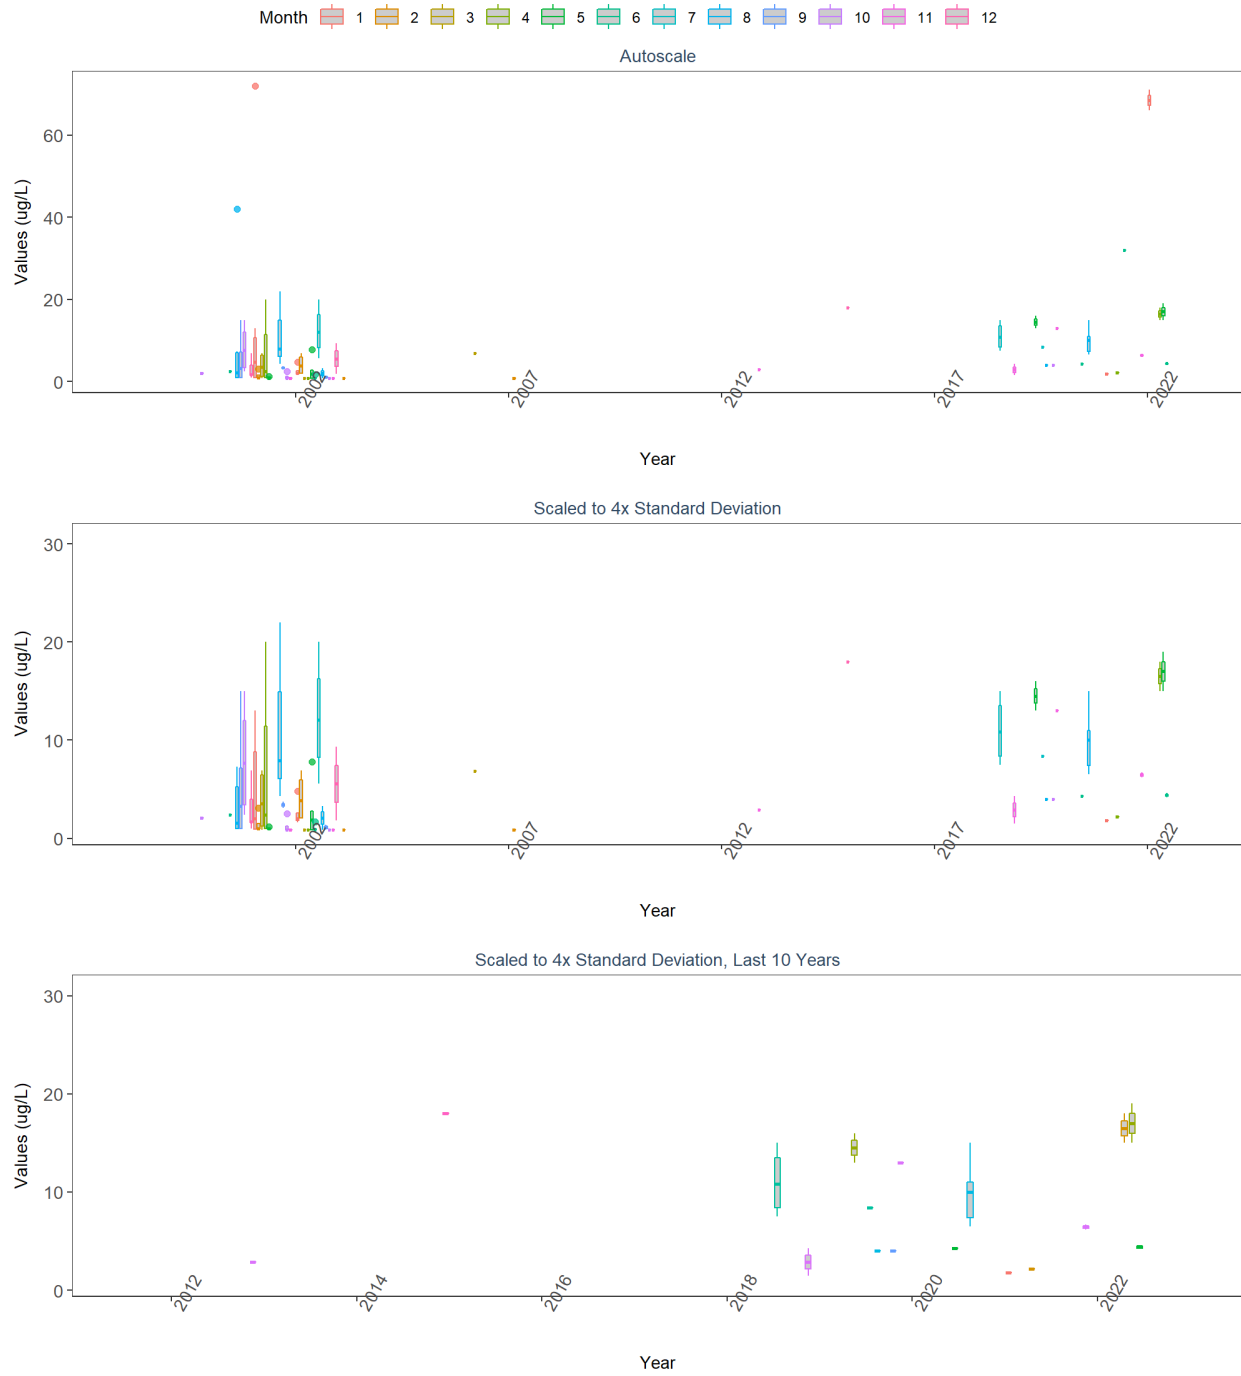 Month 1 2 3 4 5 6 7 8 9 10 11 12
Autoscale
Values (ug/L)
60
40
20
0
2002 2007 2012 2017 2022
Year
Scaled to 4x Standard Deviation
Values (ug/L)
30
20
10
0
2002 2007 2012 2017 2022
Year
Scaled to 4x Standard Deviation, Last 10 Years
Values (ug/L)
30
20
10
0
2012 2014 2016 2018 2020 2022
Year